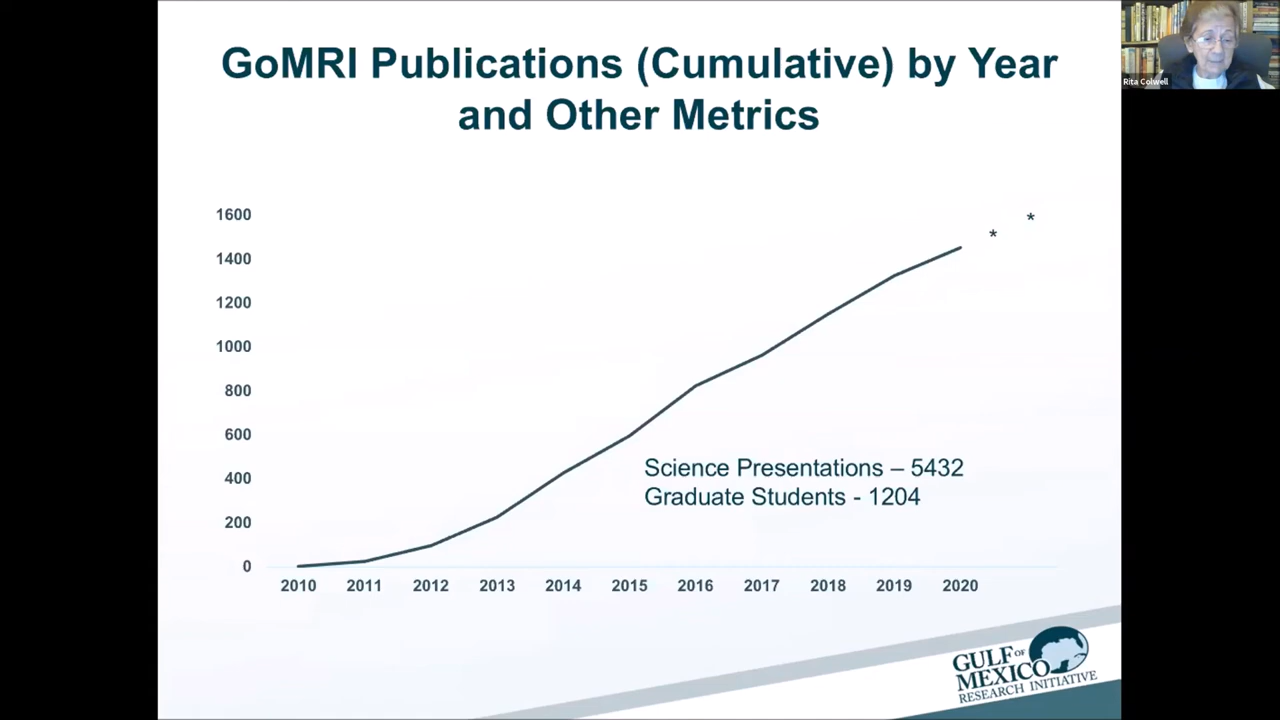 GoMRI Publications (Cumulative) by Year
and Other Metrics
Rita Colwell
1600
1400
1200
1000
800
600
400
200
0
* *
Science Presentations – 5432
Graduate Students - 1204
2010 2011 2012 2013 2014 2015 2016 2017 2018 2019 2020
GULF OF
MEXICO
RESEARCH INITIATIVE